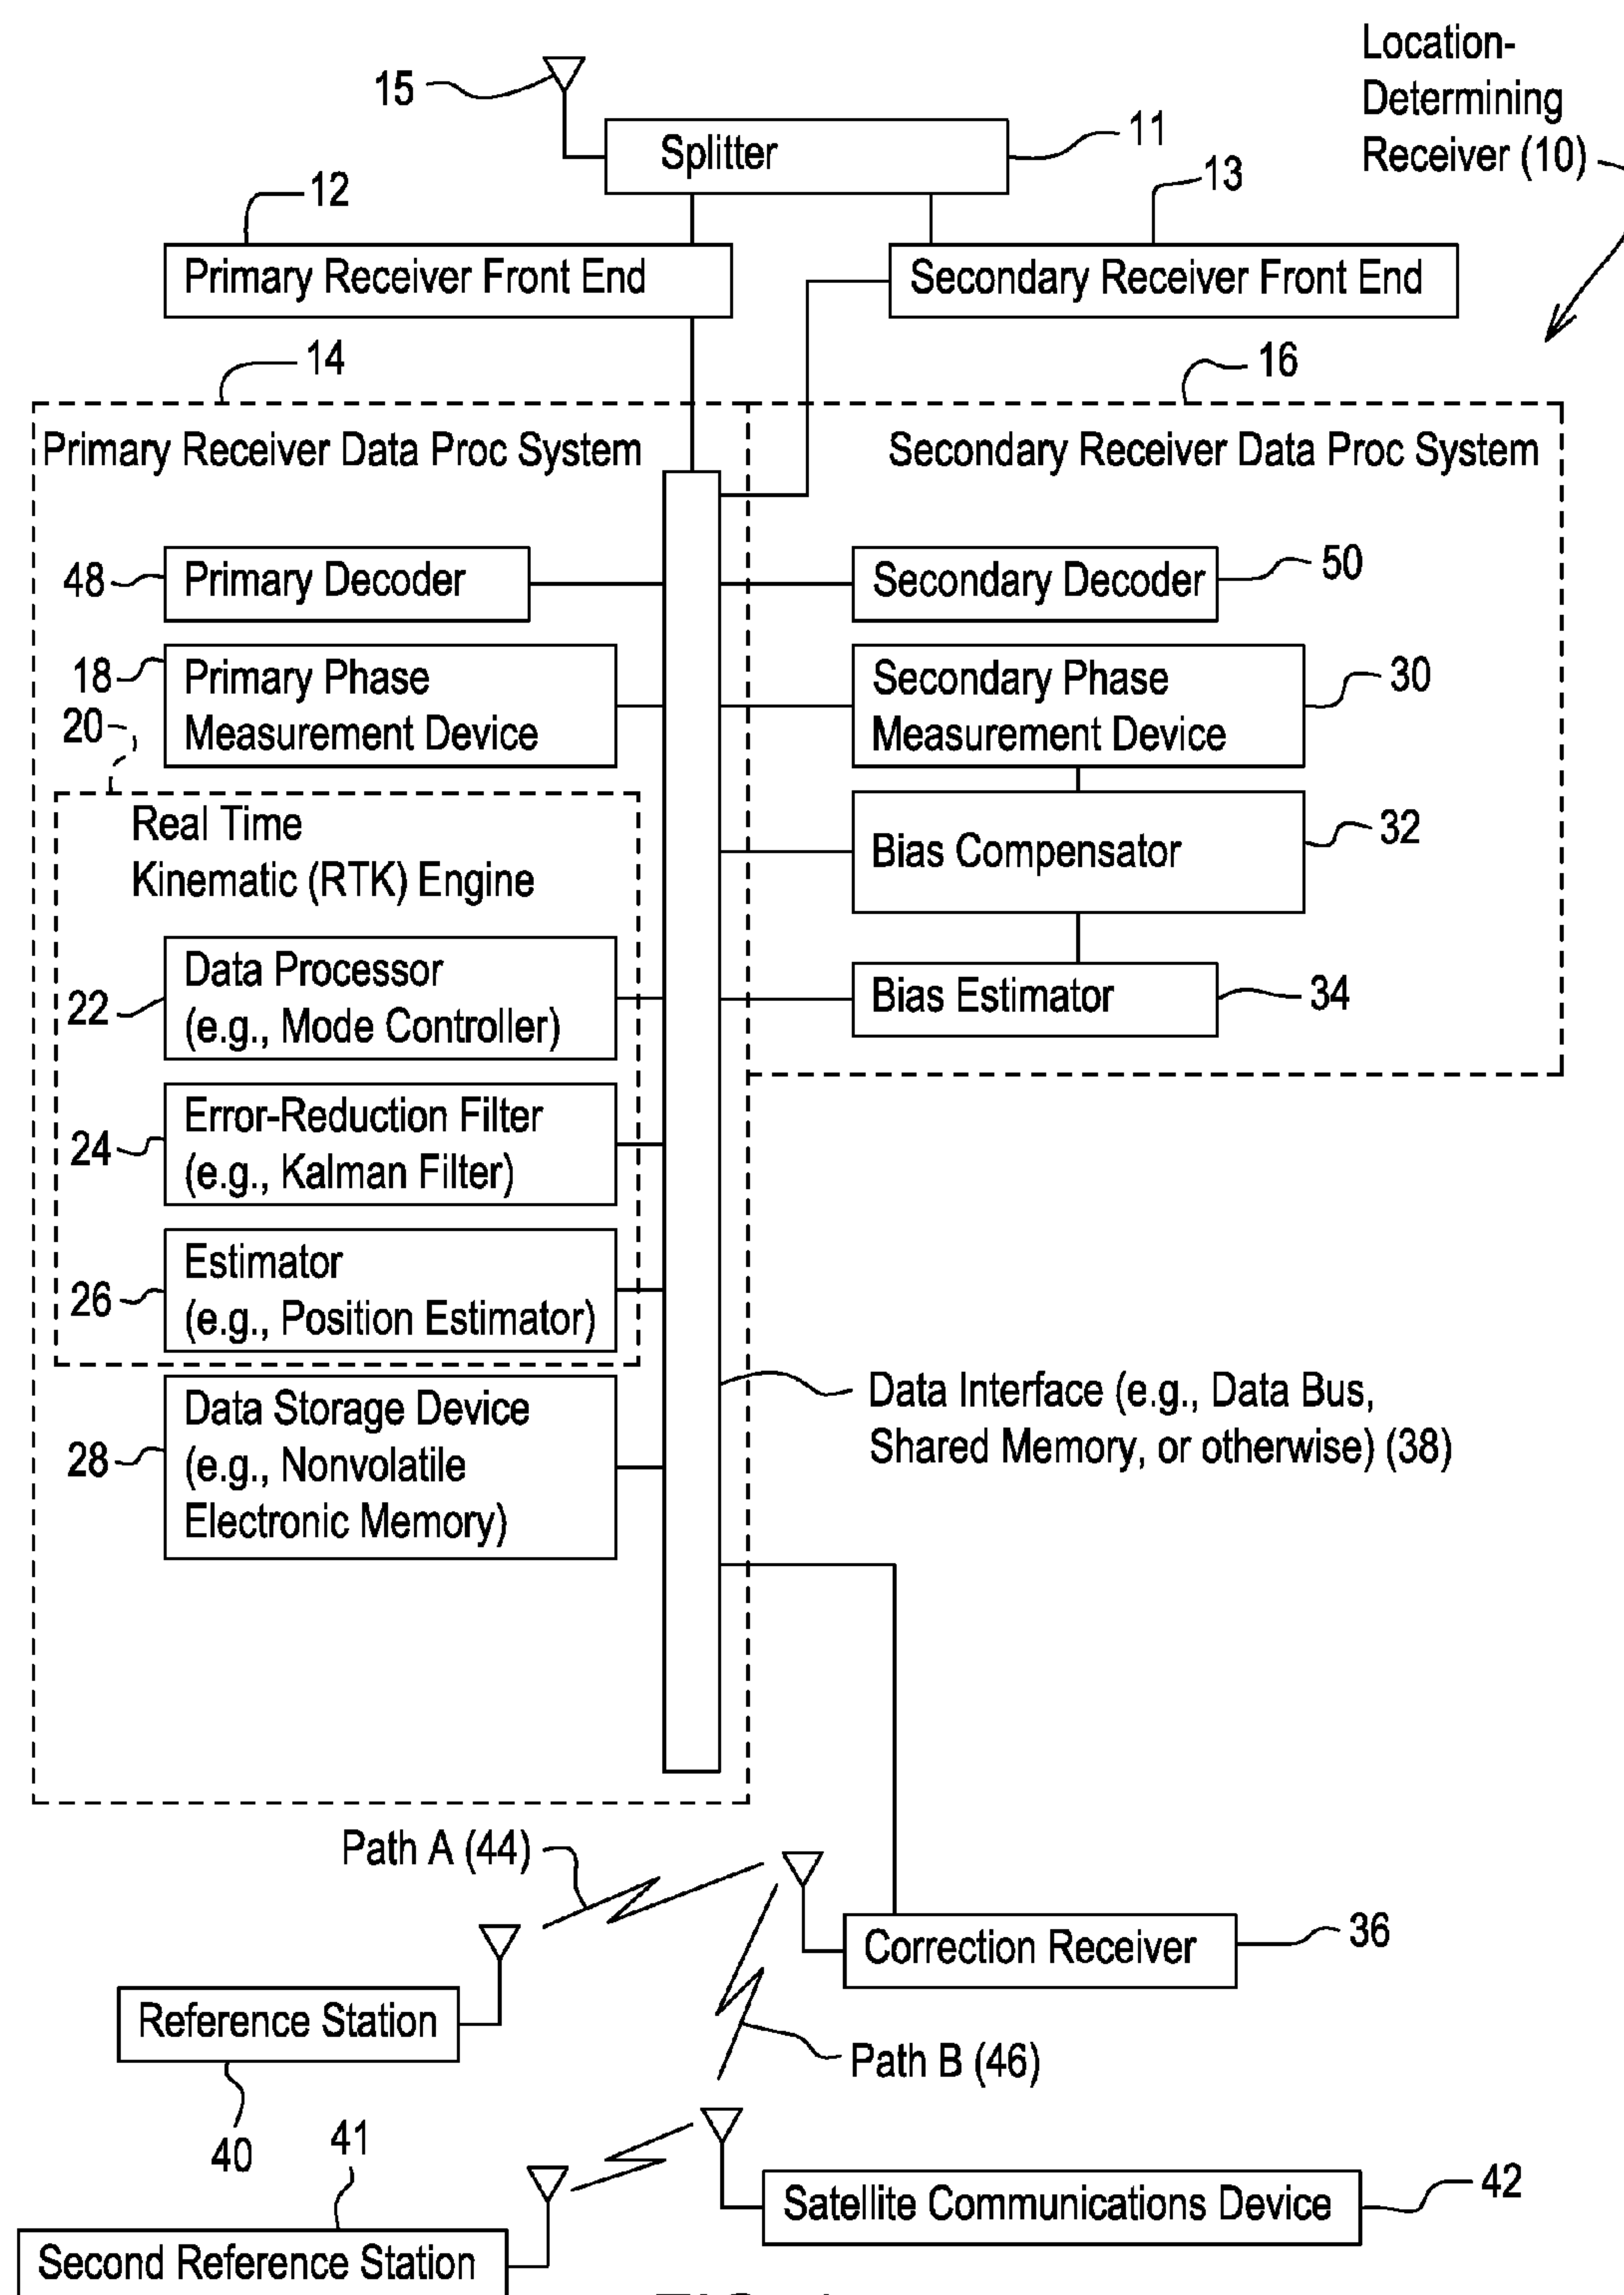 Location-
Determining
Receiver (10)
15
Splitter
11
12
13
Primary Receiver Front End
Secondary Receiver Front End
14
16
Primary Receiver Data Proc System
Secondary Receiver Data Proc System
48
Primary Decoder
Secondary Decoder
50
18
Primary Phase
Measurement Device
Secondary Phase
Measurement Device
30
20
Real Time
Kinematic (RTK) Engine
Bias Compensator
32
22
Data Processor
(e.g., Mode Controller)
Bias Estimator
34
24
Error-Reduction Filter
(e.g., Kalman Filter)
26
Estimator
(e.g., Position Estimator)
Data Interface (e.g., Data Bus,
Shared Memory, or otherwise) (38)
28
Data Storage Device
(e.g., Nonvolatile
Electronic Memory)
Path A (44)
Correction Receiver
36
Reference Station
40
Path B (46)
41
Satellite Communications Device
42
Second Reference Station